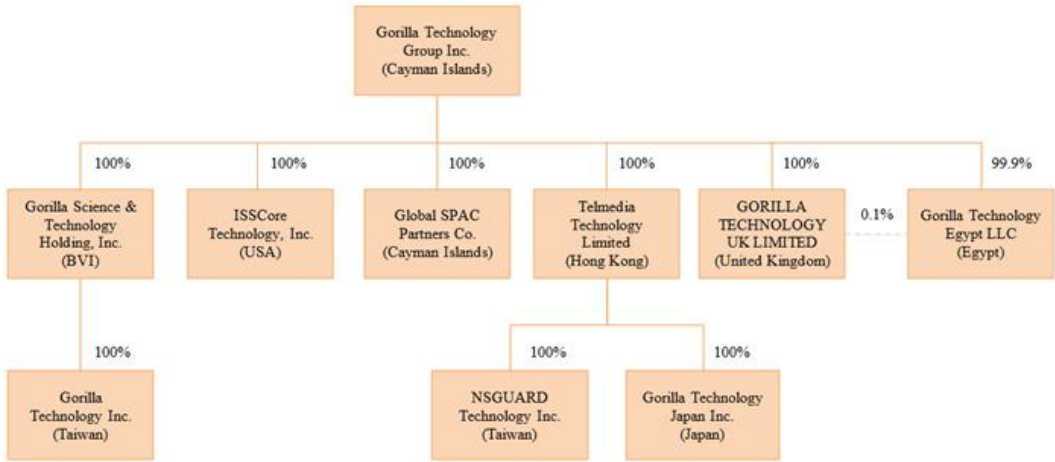 Gorilla Technology
Group Inc.
(Cayman Islands)
100%
100%
100%
100%
100%
99.9%
Gorilla Science &
Technology
Holding, Inc.
(BVI)
ISSCore
Technology, Inc.
(USA)
Global SPAC
Partners Co.
(Cayman Islands)
Telmedia
Technology
Limited
(Hong Kong)
GORILLA
TECHNOLOGY
UK LIMITED
(United Kingdom)
0.1%
Gorilla Technology
Egypt LLC
(Egypt)
100%
100%
100%
Gorilla
Technology Inc.
(Taiwan)
NSGUARD
Technology Inc.
(Taiwan)
Gorilla Technology
Japan Inc.
(Japan)